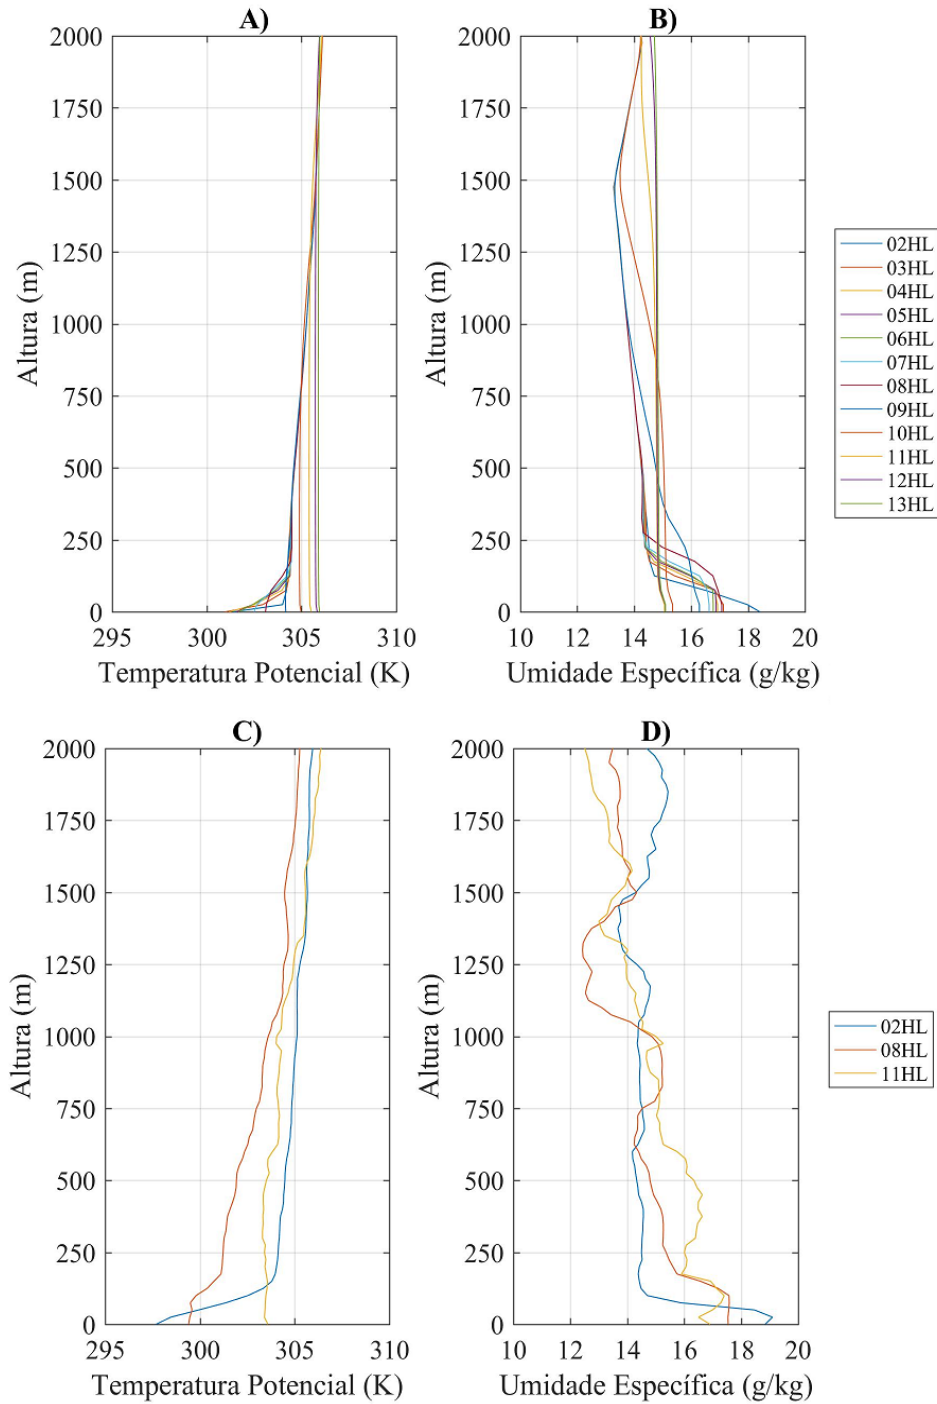 A)
B)
2000
1750
1500
1250
1000
750
500
250
0
Altura (m)
295
300
305
310
Temperatura Potencial (K)
2000
1750
1500
1250
1000
750
500
250
0
Altura (m)
10
12
14
16
18
20
Umidade Específica (g/kg)
02HL
03HL
04HL
05HL
06HL
07HL
08HL
09HL
10HL
11HL
12HL
13HL
C)
D)
2000
1750
1500
1250
1000
750
500
250
0
Altura (m)
295
300
305
310
Temperatura Potencial (K)
2000
1750
1500
1250
1000
750
500
250
0
Altura (m)
10
12
14
16
18
20
Umidade Específica (g/kg)
02HL
08HL
11HL